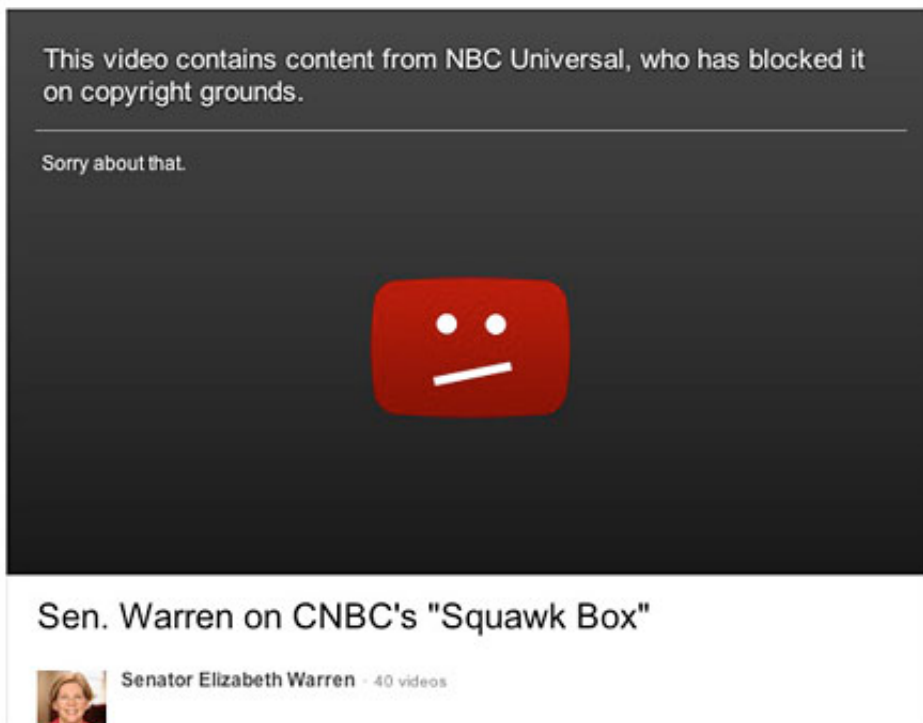 This video contains content from NBC Universal, who has blocked it
on copyright grounds.
Sorry about that.
Sen. Warren on CNBC's "Squawk Box"
Senator Elizabeth Warren · 40 videos